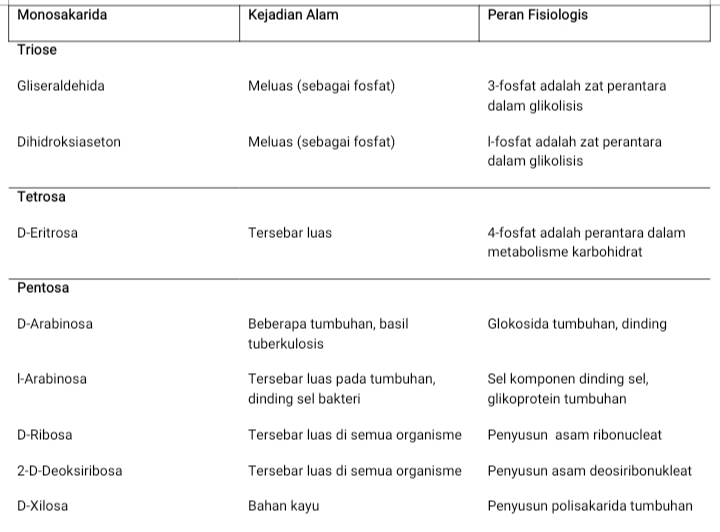 Monosakarida Kejadian Alam Peran Fisiologis
Triose
Gliseraldehida Meluas (sebagai fosfat) 3-fosfat adalah zat perantara
dalam glikolisis
Dihidroksiaseton Meluas (sebagai fosfat) l-fosfat adalah zat perantara
dalam glikolisis
Tetrosa
D-Eritrosa Tersebar luas 4-fosfat adalah perantara dalam
metabolisme karbohidrat
Pentosa
D-Arabinosa Beberapa tumbuhan, basil Glokosida tumbuhan, dinding
tuberkulosis
l-Arabinosa Tersebar luas pada tumbuhan, Sel komponen dinding sel,
dinding sel bakteri glikoprotein tumbuhan
D-Ribosa Tersebar luas di semua organisme Penyusun asam ribonucleat
2-D-Deoksiribosa Tersebar luas di semua organisme Penyusun asam deosiribonukleat
D-Xilosa Bahan kayu Penyusun polisakarida tumbuhan